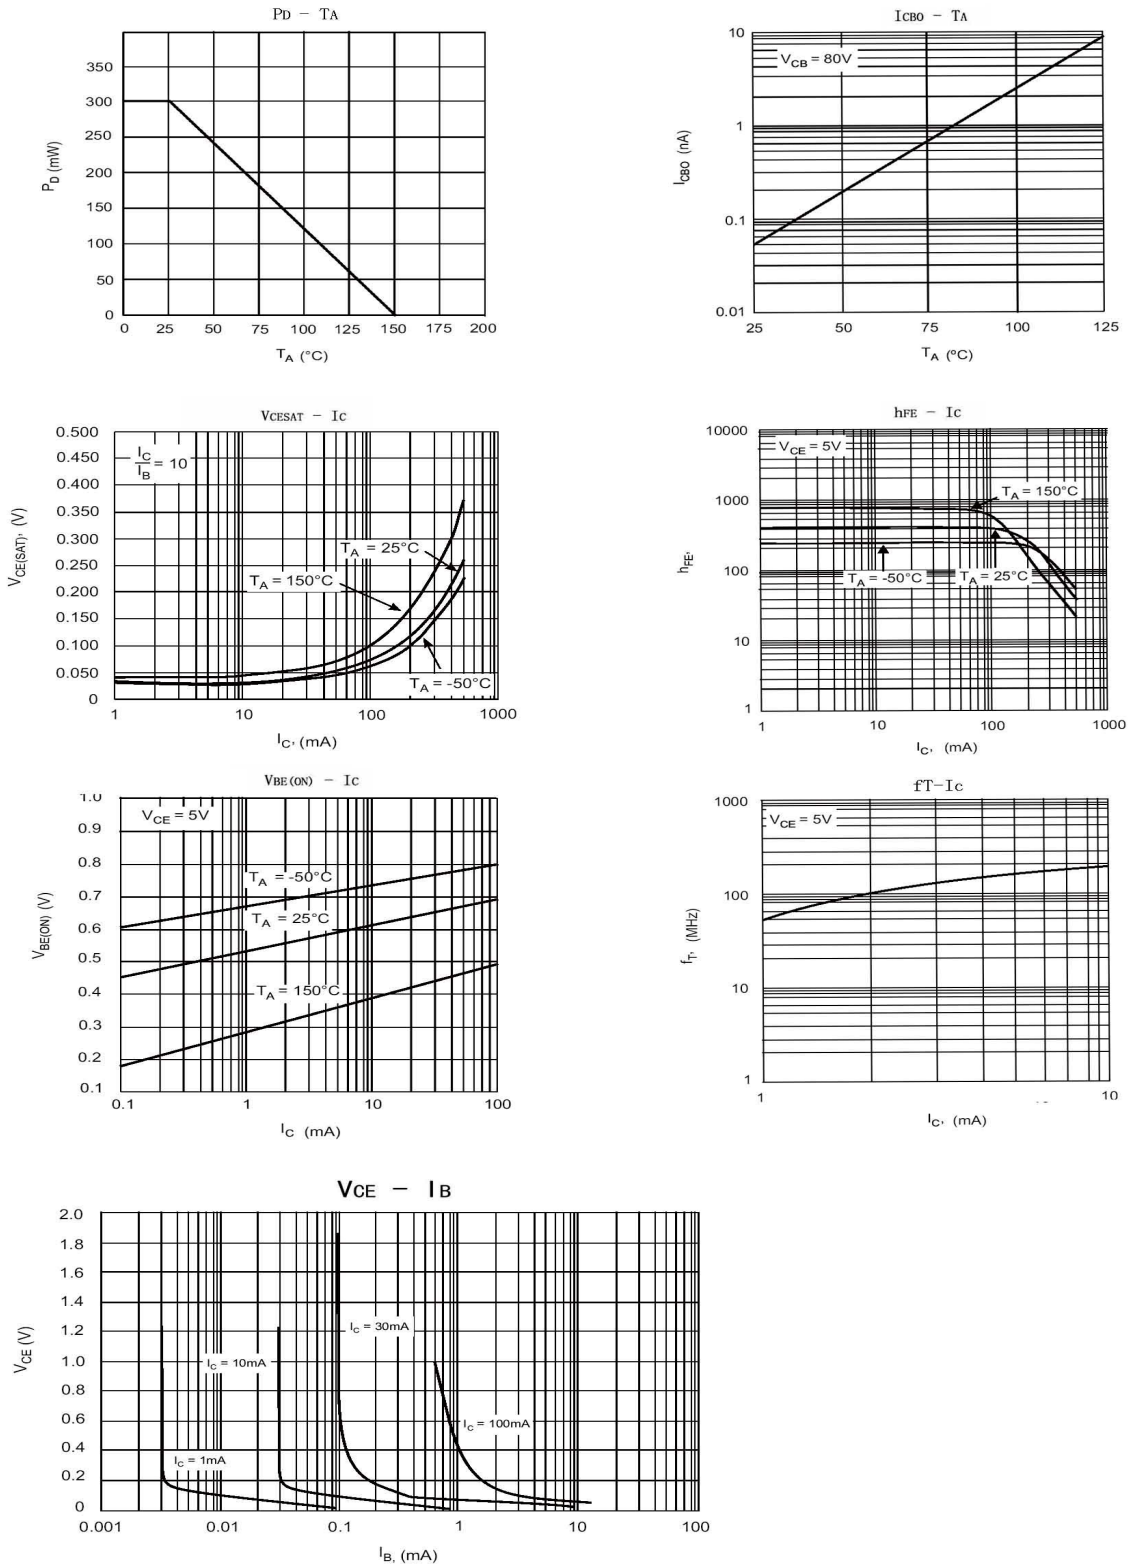 PD - TA
350
300
250
200
150
100
50
0
0 25 50 75 100 125 150 175 200
PD (mW)
TA (°C)
ICBO - TA
VCB = 80V
10
1
0.1
0.01
25 50 75 100 125
ICBO (nA)
TA (ºC)
VCESAT - Ic
0.500
0.450
0.400
0.350
0.300
0.250
0.200
0.150
0.100
0.050
0
IC
IB = 10
TA = 25°C
TA = 150°C
TA = -50°C
1 10 100 1000
VCE(SAT), (V)
IC, (mA)
hFE - Ic
10000
1000
100
10
1
VCE = 5V
TA = 150°C
TA = -50°C
TA = 25°C
1 10 100 1000
hFE,
IC, (mA)
VBE(ON) - Ic
1.0
0.9
0.8
0.7
0.6
0.5
0.4
0.3
0.2
0.1
VCE = 5V
TA = -50°C
TA = 25°C
TA = 150°C
0.1 1 10 100
VBE(ON) (V)
IC (mA)
fT-Ic
1000
100
10
1
VCE = 5V
1 10
fT, (MHz)
IC, (mA)
VCE - IB
2.0
1.8
1.6
1.4
1.2
1.0
0.8
0.6
0.4
0.2
0
IC = 30mA
IC = 10mA
IC = 100mA
IC = 1mA
0.001 0.01 0.1 1 10 100
VCE (V)
IB, (mA)